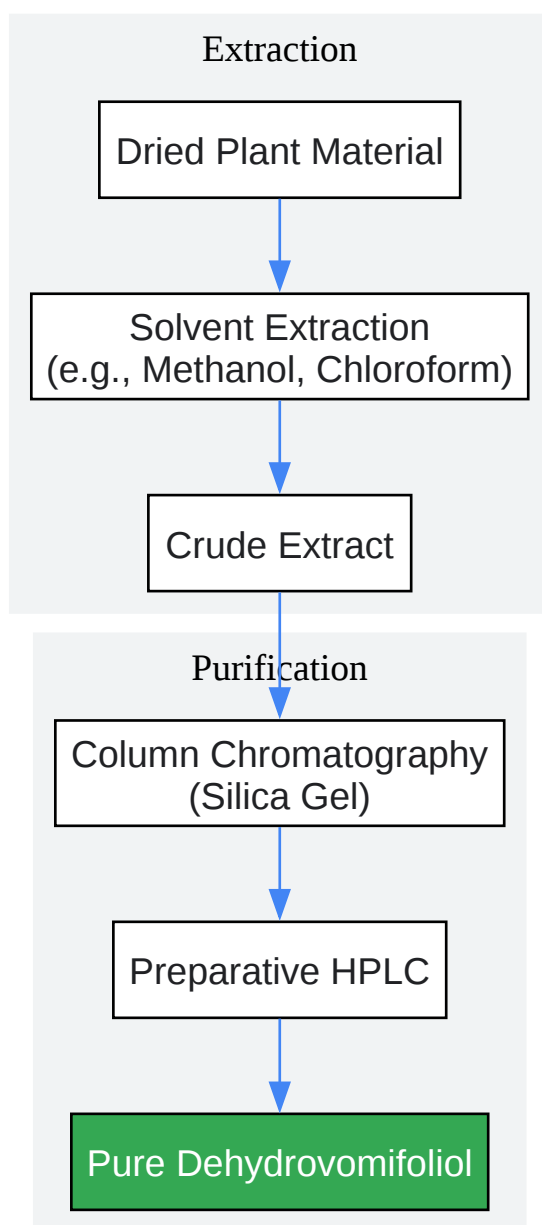 Extraction
Dried Plant Material
Solvent Extraction
(e.g., Methanol, Chloroform)
Crude Extract
Purification
Column Chromatography
(Silica Gel)
Preparative HPLC
Pure Dehydrovomifoliol